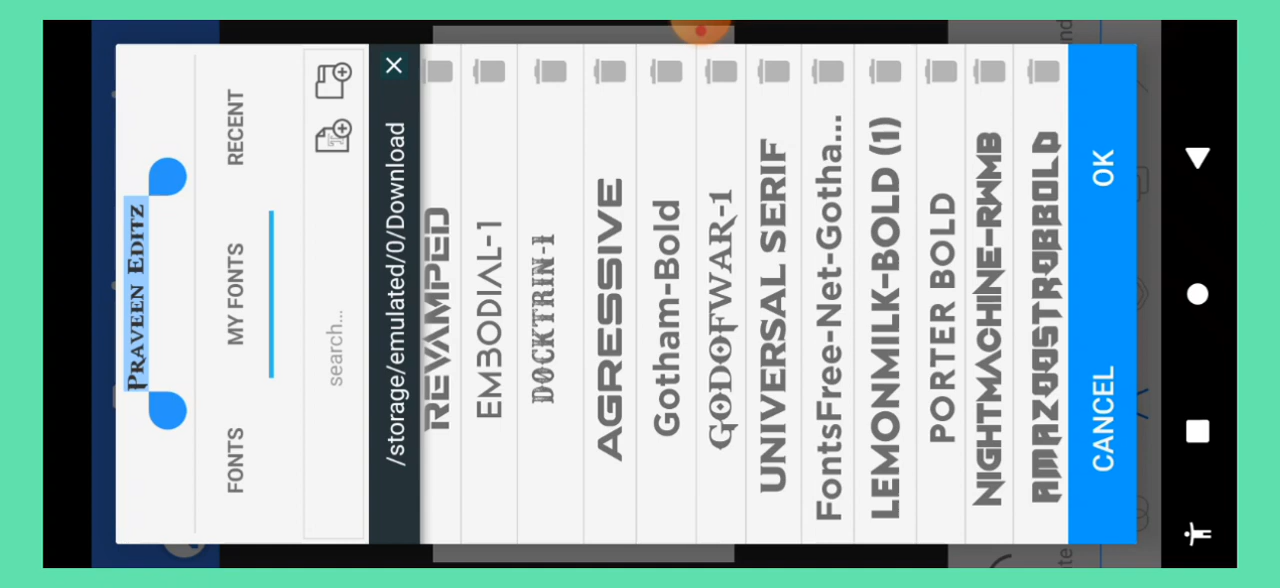 PRAVEEN EDITZ
FONTS MY FONTS RECENT
search...
/storage/emulated/0/Download
REVAMPED
EMBODIAL-1
DOCKTRIN-1
AGRESSIVE
Gotham-Bold
GODOFWAR-1
UNIVERSAL SERIF
FontsFree-Net-Gotha...
LEMONMILK-BOLD (1)
PORTER BOLD
NIGHTMACHINE-RWMB
AMAZOOSTROBBOLD
CANCEL OK